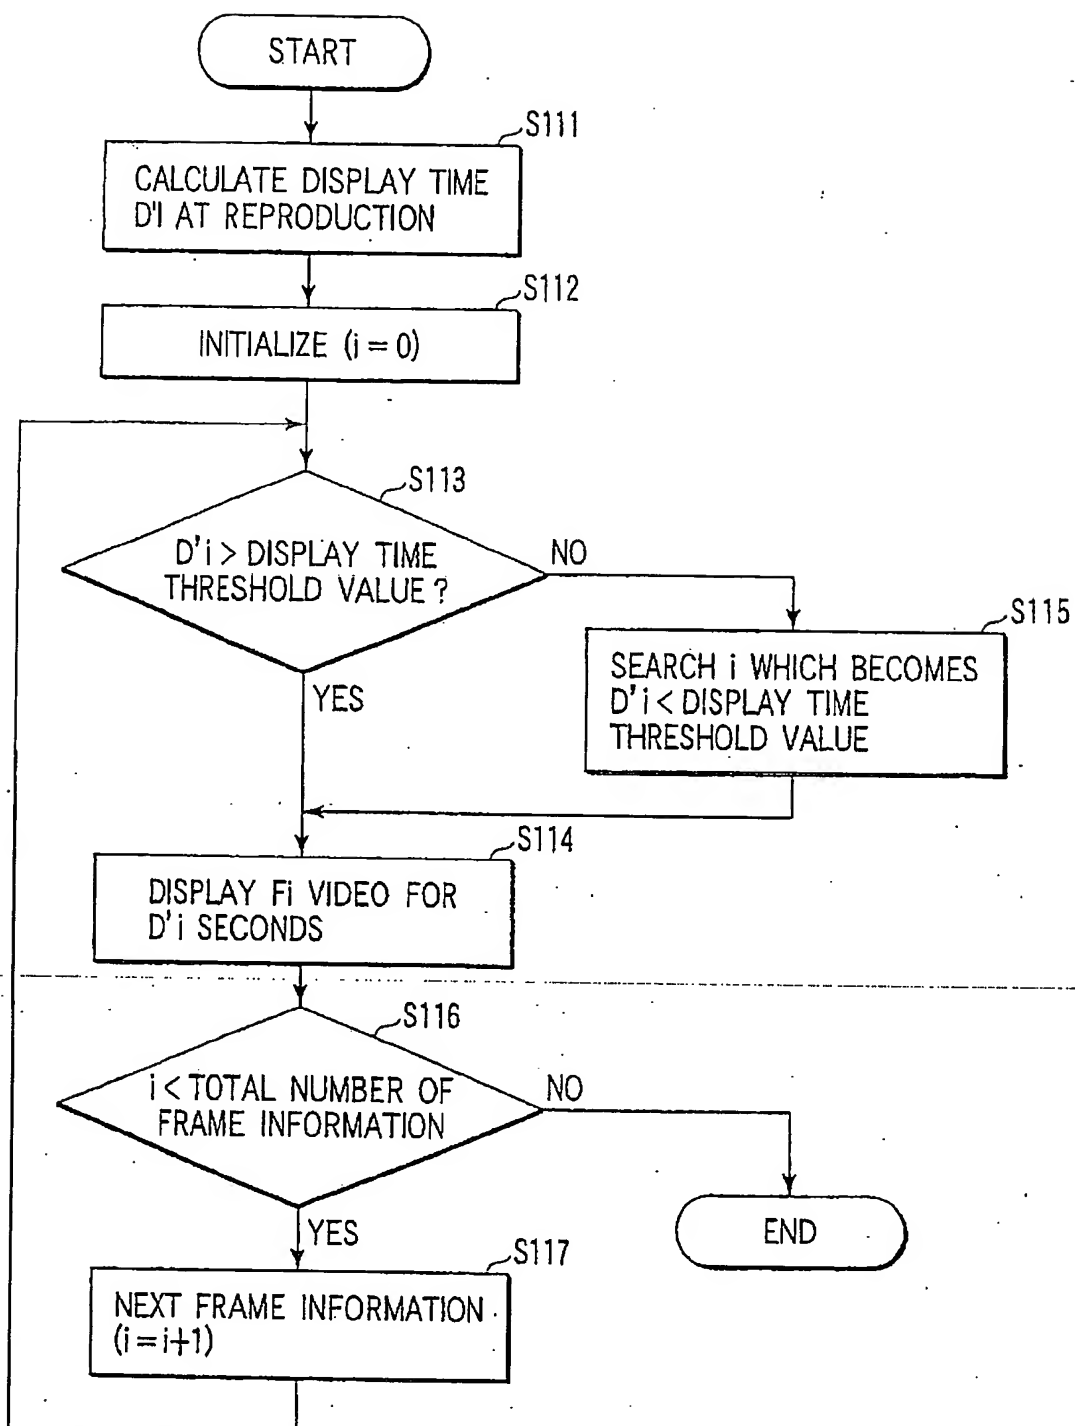 START
S111
CALCULATE DISPLAY TIME
D'I AT REPRODUCTION
S112
INITIALIZE (i = 0)
S113
D'i > DISPLAY TIME
THRESHOLD VALUE ?
NO
YES
S115
SEARCH i WHICH BECOMES
D'i < DISPLAY TIME
THRESHOLD VALUE
S114
DISPLAY Fi VIDEO FOR
D'i SECONDS
S116
i < TOTAL NUMBER OF
FRAME INFORMATION
NO
YES
END
S117
NEXT FRAME INFORMATION
(i = i+1)